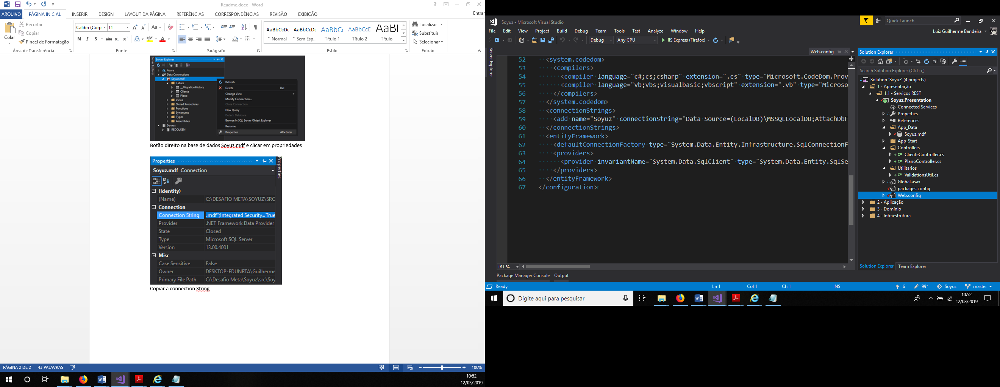 Readme.docx - Word
ARQUIVO PÁGINA INICIAL INSERIR DESIGN LAYOUT DA PÁGINA REFERÊNCIAS CORRESPONDÊNCIAS REVISÃO EXIBIÇÃO Entrar
Colar
Recortar
Copiar
Pincel de Formatação
Área de Transferência
Calibri (Corp 11
Fonte
Parágrafo
AaBbCcDc AaBbCcDc AaBbCc AaBbCcD AaBI
¶ Normal ¶ Sem Esp... Título 1 Título 2 Título
Estilo
Localizar
Substituir
Selecionar
Edição
Server Explorer
Server Explorer
Azure
Data Connections
Soyuz.mdf
Tables
__MigrationHistory
Cliente
Plano
Views
Stored Procedures
Functions
Synonyms
Types
Assemblies
Servers
REDQUEEN
Refresh
Delete Del
Change View
Modify Connection...
Close Connection
New Query
Detach Database
Browse In SQL Server Object Explorer
Rename
Properties Alt+Enter
Botão direito na base de dados Soyuz.mdf e clicar em propriedades
Properties
Properties
Soyuz.mdf Connection
(Identity)
(Name) C:\DESAFIO META\SOYUZ\SRC
Connection
Connection String .mdf";Integrated Security=True
Provider .NET Framework Data Provider
State Closed
Type Microsoft SQL Server
Version 13.00.4001
Misc
Case Sensitive False
Owner DESKTOP-FDUNRTA\Guilherme
Primary File Path C:\Desafio Meta\Soyuz\src\Soy
Copiar a connection String
PÁGINA 2 DE 2 43 PALAVRAS 100%
10:52
12/03/2019
Soyuz - Microsoft Visual Studio
Quick Launch
File Edit View Project Build Debug Team Tools Test Analyze Window Help
Luiz Guilherme Bandeira
Debug Any CPU IIS Express (Firefox)
Server Explorer
Web.config
52 <system.codedom>
53 <compilers>
54 <compiler language="c#;cs;csharp" extension=".cs" type="Microsoft.CodeDom.Prov
55 <compiler language="vb;vbs;visualbasic;vbscript" extension=".vb" type="Microso
56 </compilers>
57 </system.codedom>
58 <connectionStrings>
59 <add name="Soyuz" connectionString="Data Source=(LocalDB)\MSSQLLocalDB;AttachDbF
60 </connectionStrings>
61 <entityFramework>
62 <defaultConnectionFactory type="System.Data.Entity.Infrastructure.SqlConnectionF
63 <providers>
64 <provider invariantName="System.Data.SqlClient" type="System.Data.Entity.SqlSe
65 </providers>
66 </entityFramework>
67 </configuration>
161 %
Package Manager Console Output
Solution Explorer
Search Solution Explorer (Ctrl+ç)
Solution 'Soyuz' (4 projects)
1 - Apresentação
1.1 - Serviços REST
Soyuz.Presentation
Connected Services
Properties
References
App_Data
Soyuz.mdf
App_Start
Controllers
C# ClienteController.cs
C# PlanoController.cs
Utilitarios
C# ValidationsUtil.cs
Global.asax
packages.config
Web.config
2 - Aplicação
3 - Domínio
4 - Infraestrutura
Solution Explorer Team Explorer
Ready Ln 1 Col 1 Ch 1 INS 6 99* Soyuz master
Digite aqui para pesquisar
10:52
12/03/2019